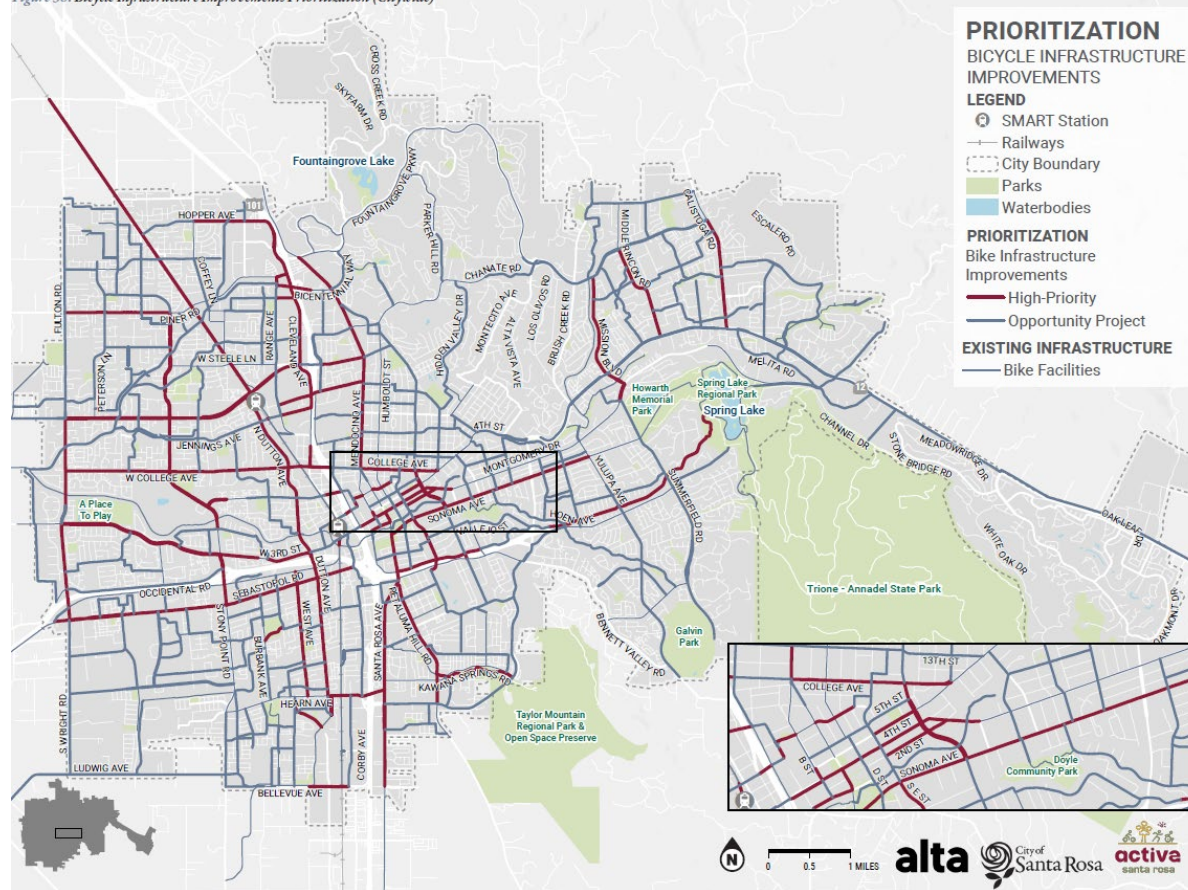 Figure 38. Bicycle Infrastructure Improvements Prioritization (Citywide)
PRIORITIZATION
BICYCLE INFRASTRUCTURE
IMPROVEMENTS
LEGEND
SMART Station
Railways
City Boundary
Parks
Waterbodies
PRIORITIZATION
Bike Infrastructure
Improvements
High-Priority
Opportunity Project
EXISTING INFRASTRUCTURE
Bike Facilities
CROSS CREEK RD
SKYFARM DR
Fountaingrove Lake
FOUNTAINGROVE PKWY
101
HOPPER AVE
PARKER HILL RD
CALISTOGA RD
MIDDLE RINCON RD
ESCALERO RD
COFFEY LN
BICENTENNIAL WAY
CHANATE RD
FULTON RD
PINER RD
RANGE AVE
CLEVELAND AVE
HIDDEN VALLEY DR
MONTECITO AVE
ALTA VISTA AVE
LOS OLIVOS RD
BRUSH CREEK RD
MISSION BLVD
W STEELE LN
PETERSON LN
MENDOCINO AVE
HUMBOLDT ST
MELITA RD
12
Howarth
Memorial
Park
Spring Lake
Regional Park
Spring Lake
4TH ST
JENNINGS AVE
N DUTTON AVE
CHANNEL DR
STONE BRIDGE RD
MEADOWRIDGE DR
W COLLEGE AVE
COLLEGE AVE
MONTGOMERY DR
YULUPA AVE
SUMMERFIELD RD
A Place
To Play
SONOMA AVE
HOEN AVE
VALLEJO ST
OAK LEAF DR
WHITE OAK DR
W 3RD ST
OCCIDENTAL RD
SEBASTOPOL RD
DUTTON AVE
WEST AVE
STONY POINT RD
BURBANK AVE
SANTA ROSA AVE
PETALUMA HILL RD
Trione - Annadel State Park
OAKMONT DR
BENNETT VALLEY RD
Galvin
Park
KAWANA SPRINGS RD
HEARN AVE
S WRIGHT RD
CORBY AVE
Taylor Mountain
Regional Park &
Open Space Preserve
LUDWIG AVE
BELLEVUE AVE
13TH ST
COLLEGE AVE
5TH ST
4TH ST
2ND ST
SONOMA AVE
B ST
D ST
S E ST
Doyle
Community Park
N
0 0.5 1 MILES
alta
City of
Santa Rosa
activa
santa rosa